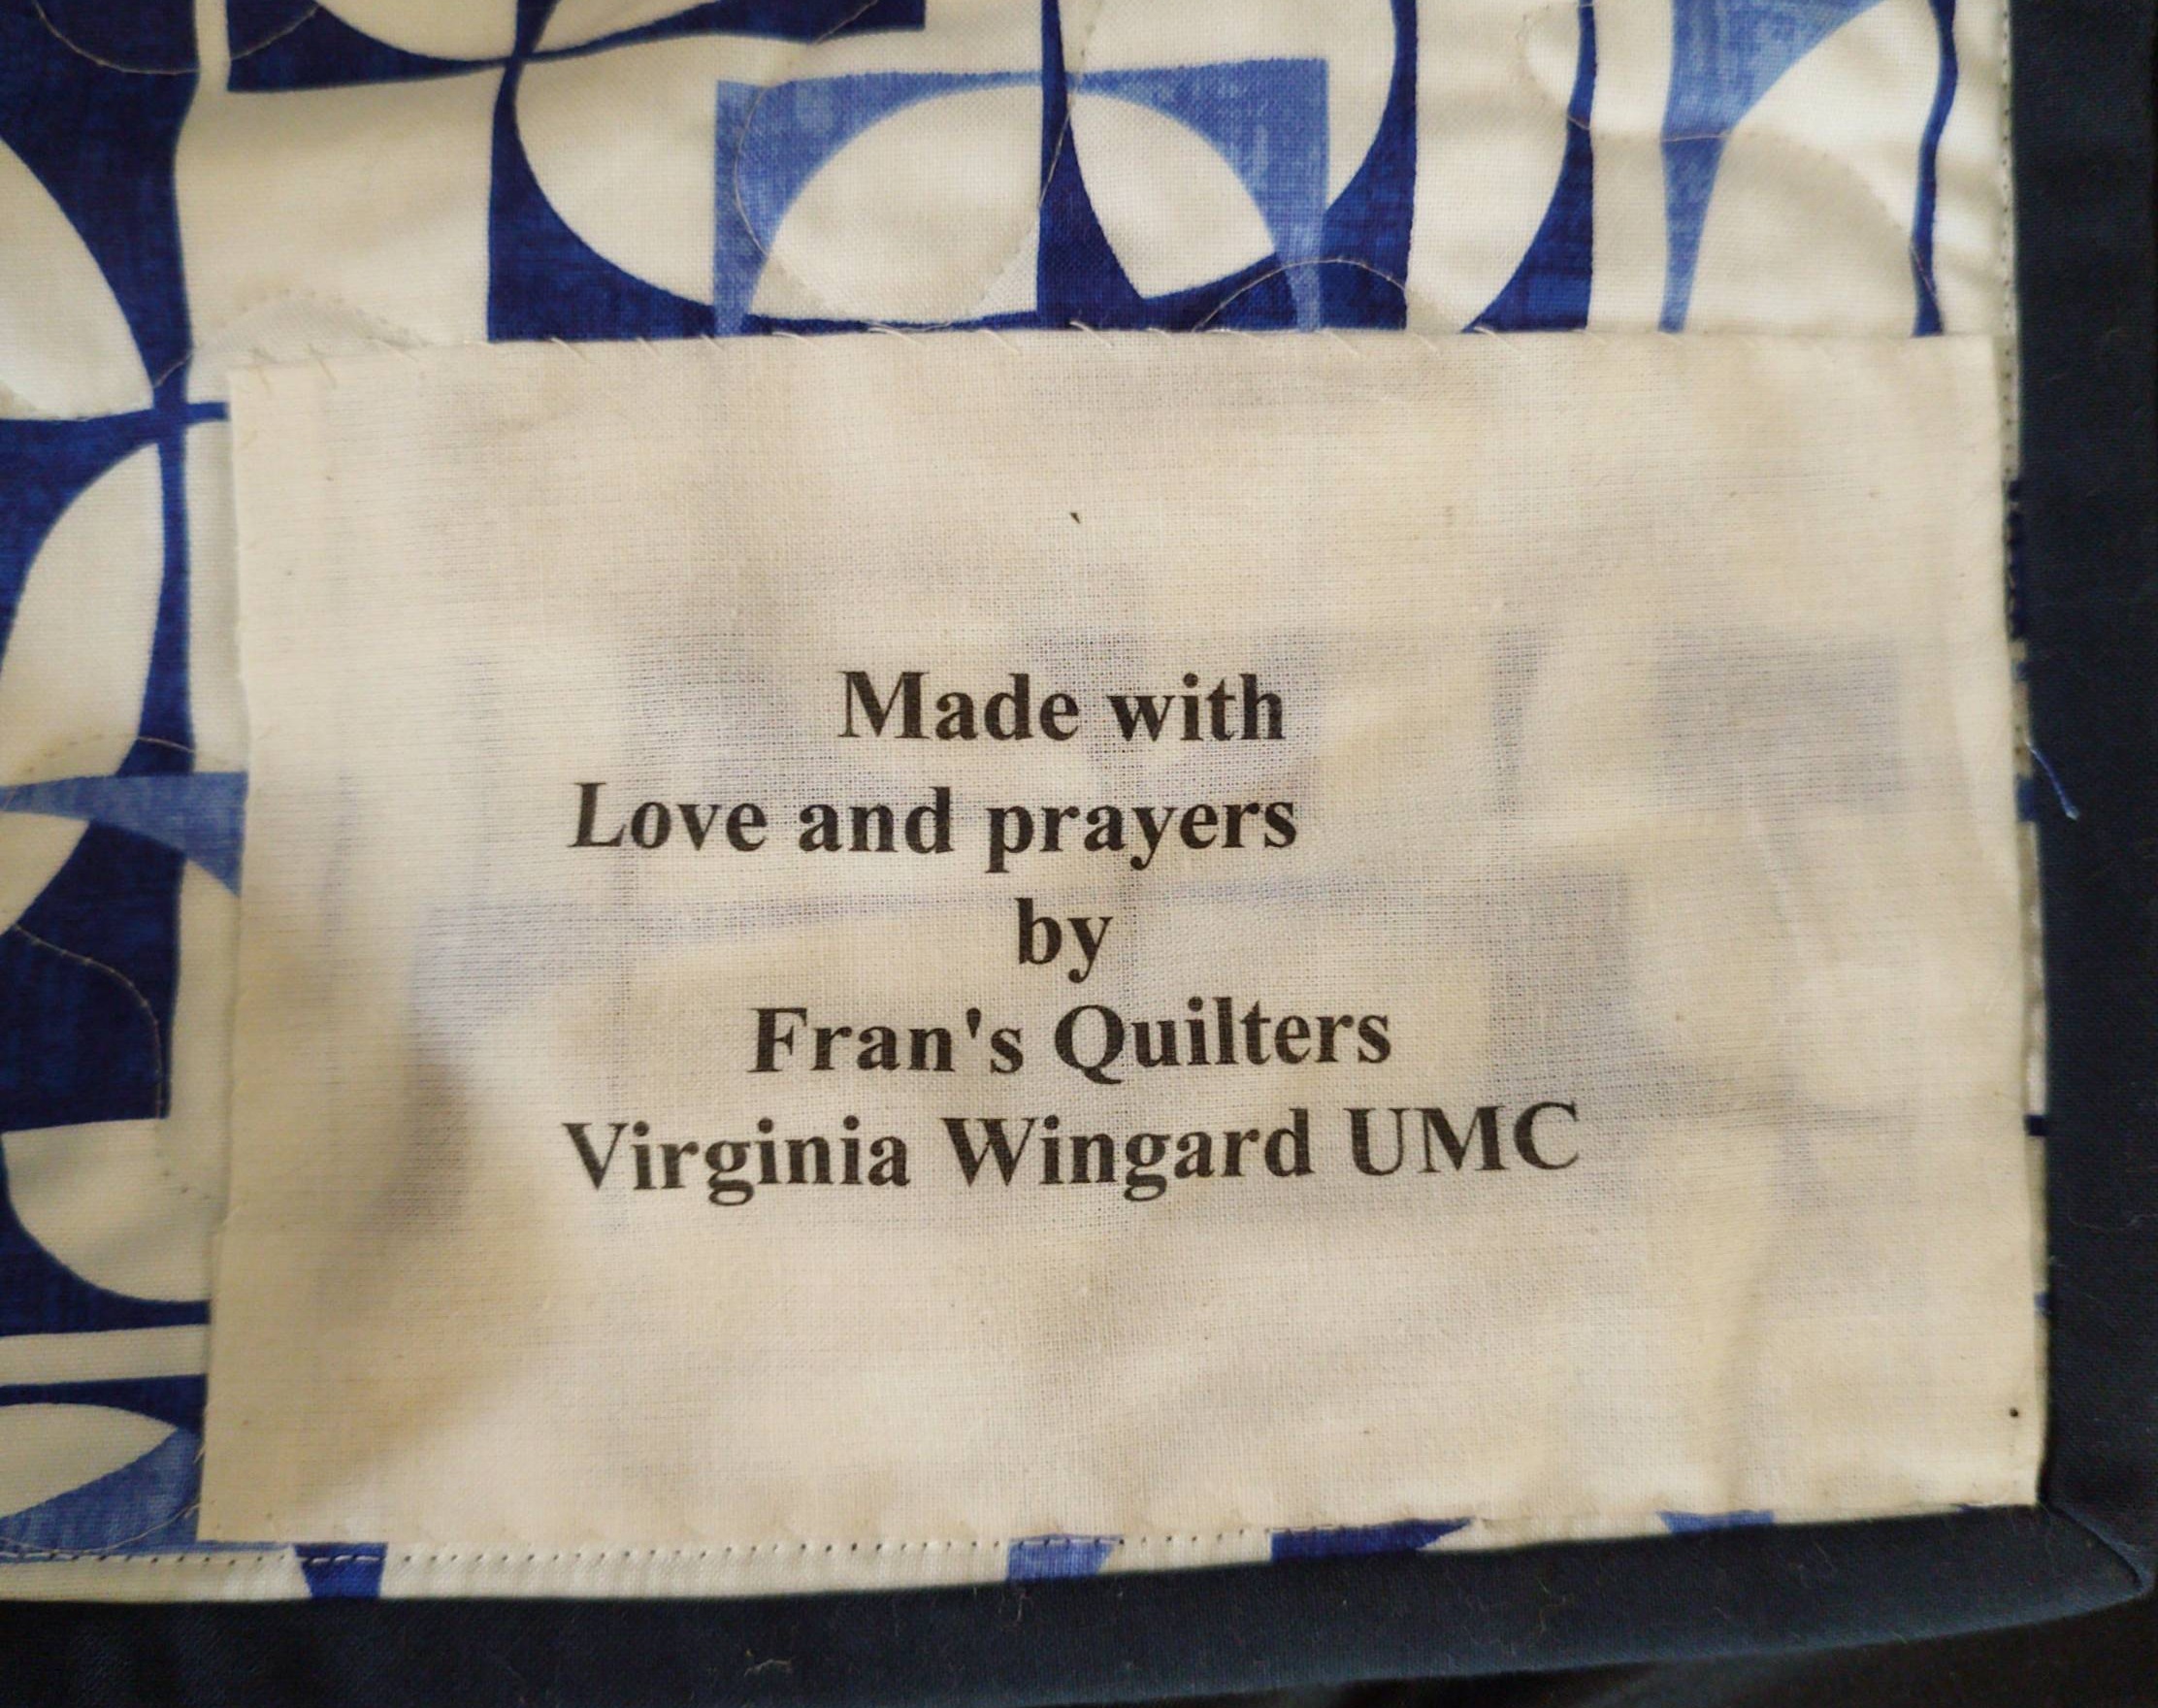 Made with
Love and prayers
by
Fran's Quilters
Virginia Wingard UMC